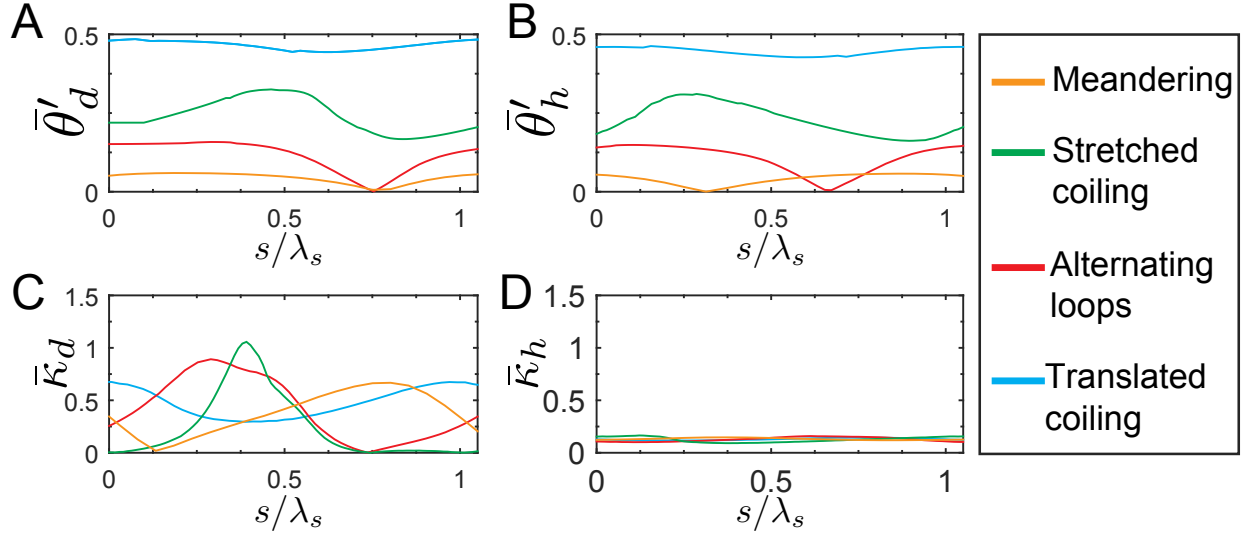 A
0.5
0
θ̄′d
0
0.5
1
s/λs
B
0.5
0
θ̄′h
0
0.5
1
s/λs
Meandering
Stretched
coiling
Alternating
loops
Translated
coiling
C
1.5
1
0.5
0
κ̄d
0
0.5
1
s/λs
D
1.5
1
0.5
0
κ̄h
0
0.5
1
s/λs